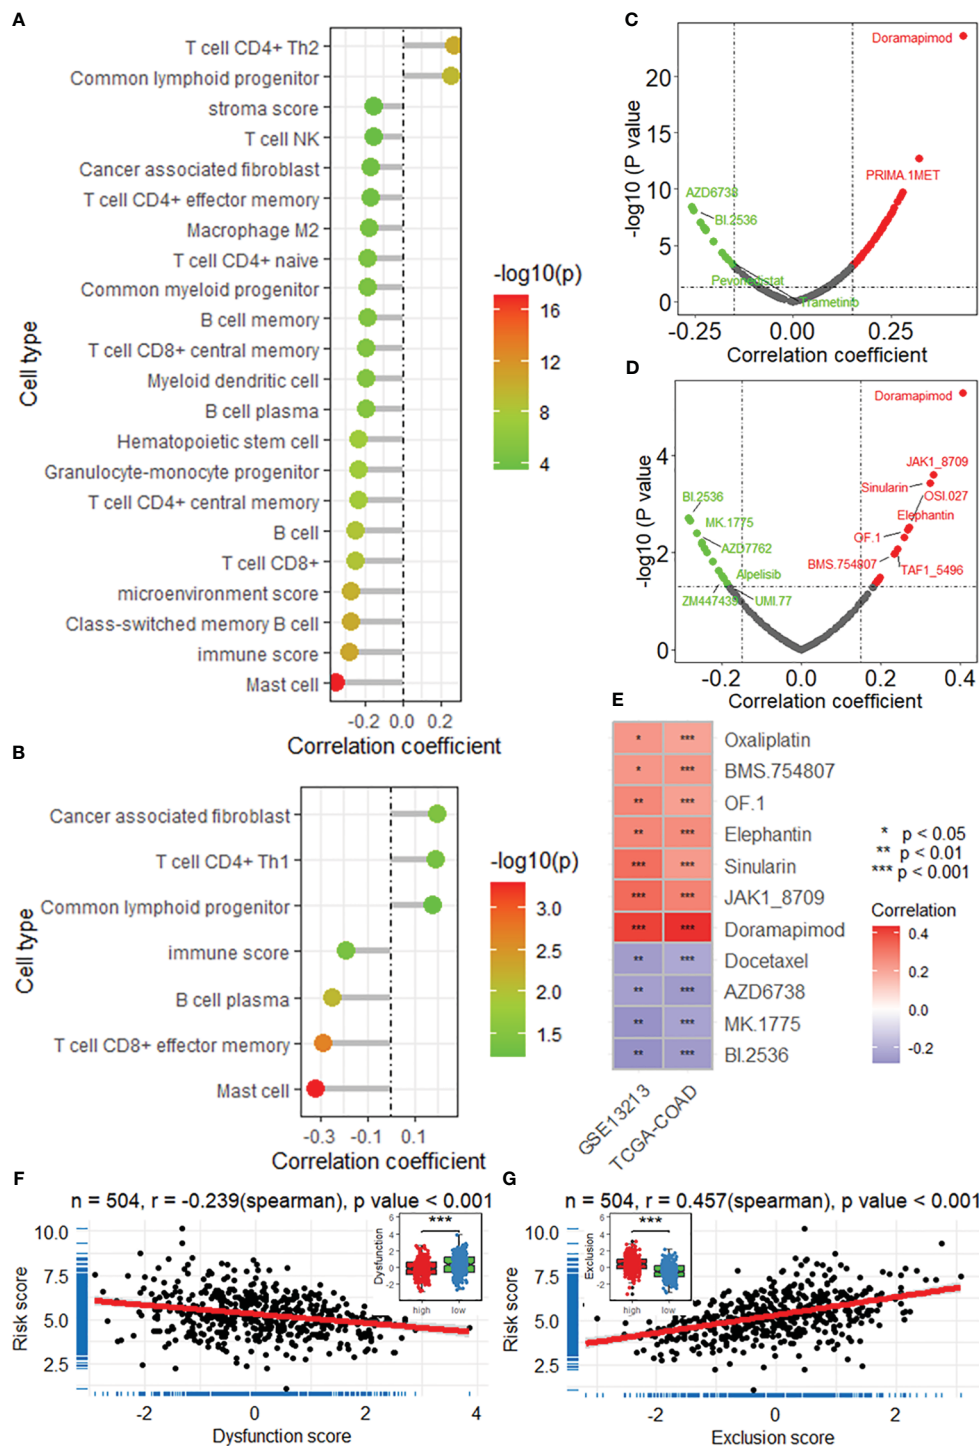 A
T cell CD4+ Th2
Common lymphoid progenitor
stroma score
T cell NK
Cancer associated fibroblast
T cell CD4+ effector memory
Macrophage M2
T cell CD4+ naive
Common myeloid progenitor
B cell memory
T cell CD8+ central memory
Myeloid dendritic cell
B cell plasma
Hematopoietic stem cell
Granulocyte-monocyte progenitor
T cell CD4+ central memory
B cell
T cell CD8+
microenvironment score
Class-switched memory B cell
immune score
Mast cell
Cell type
-0.2 0.0 0.2
Correlation coefficient
-log10(p)
16
12
8
4
B
Cancer associated fibroblast
T cell CD4+ Th1
Common lymphoid progenitor
immune score
B cell plasma
T cell CD8+ effector memory
Mast cell
Cell type
-0.3 -0.1 0.1
Correlation coefficient
-log10(p)
3.0
2.5
2.0
1.5
C
-log10 (P value
20
15
10
5
0
Doramapimod
PRIMA.1MET
AZD6738
BI.2536
Pevonedistat
Trametinib
-0.25 0.00 0.25
Correlation coefficient
D
-log10 (P value
4
2
0
Doramapimod
JAK1_8709
Sinularin
OSI.027
Elephantin
OF.1
BMS.754807
TAF1_5496
BI.2536
MK.1775
AZD7762
Alpelisib
ZM447439
UMI.77
-0.2 0.0 0.2 0.4
Correlation coefficient
E
* *** Oxaliplatin
* *** BMS.754807
** *** OF.1
** *** Elephantin
*** *** Sinularin
*** *** JAK1_8709
*** *** Doramapimod
** *** Docetaxel
** *** AZD6738
** *** MK.1775
** *** BI.2536
GSE13213
TCGA-COAD
* p < 0.05
** p < 0.01
*** p < 0.001
Correlation
0.4
0.2
0.0
-0.2
F
n = 504, r = -0.239(spearman), p value < 0.001
Risk score
10.0
7.5
5.0
2.5
-2 0 2 4
Dysfunction score
***
Dysfunction
6
4
2
0
-2
high low
G
n = 504, r = 0.457(spearman), p value < 0.001
Risk score
10.0
7.5
5.0
2.5
-2 0 2
Exclusion score
***
Exclusion
6
4
2
0
-2
high low